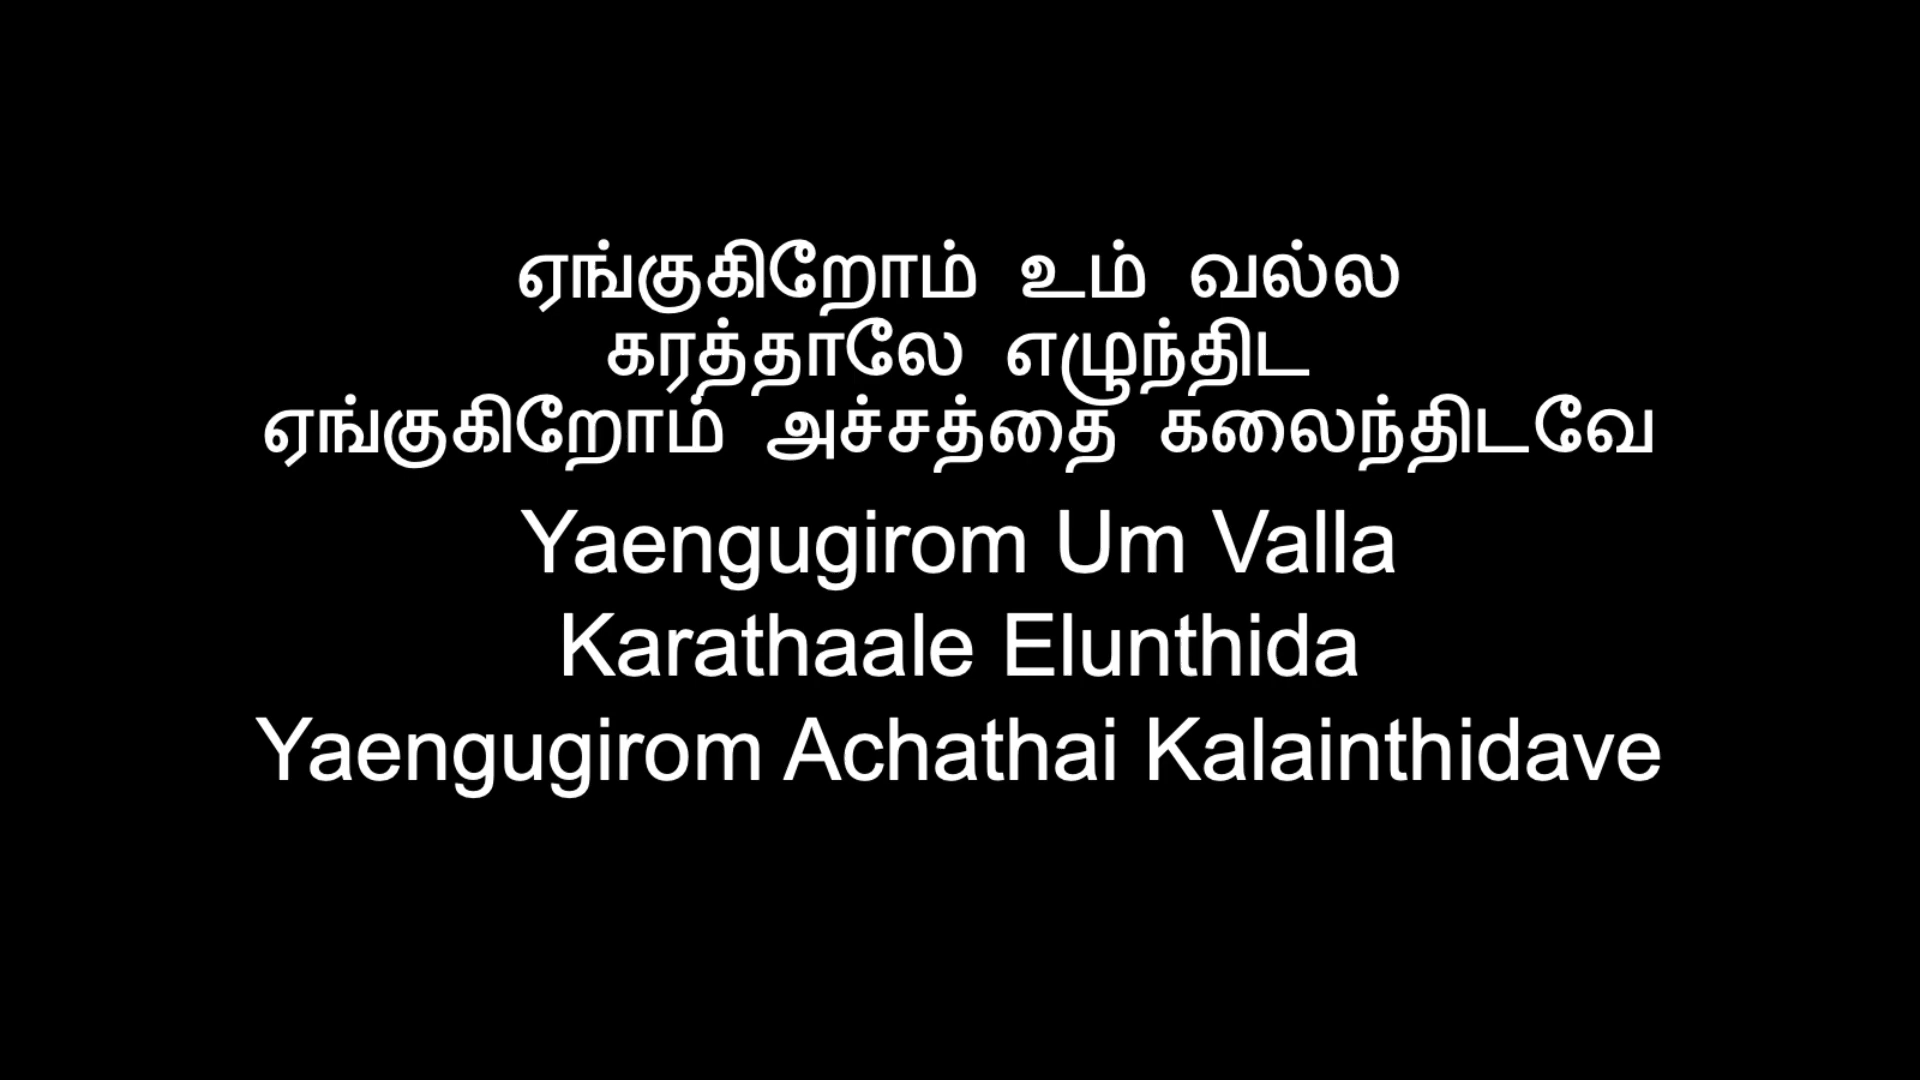 ஏங்குகிறோம் உம் வல்ல
கரத்தாலே எழுந்திட
ஏங்குகிறோம் அச்சத்தை கலைந்திடவே
Yaengugirom Um Valla
Karathaale Elunthida
Yaengugirom Achathai Kalainthidave